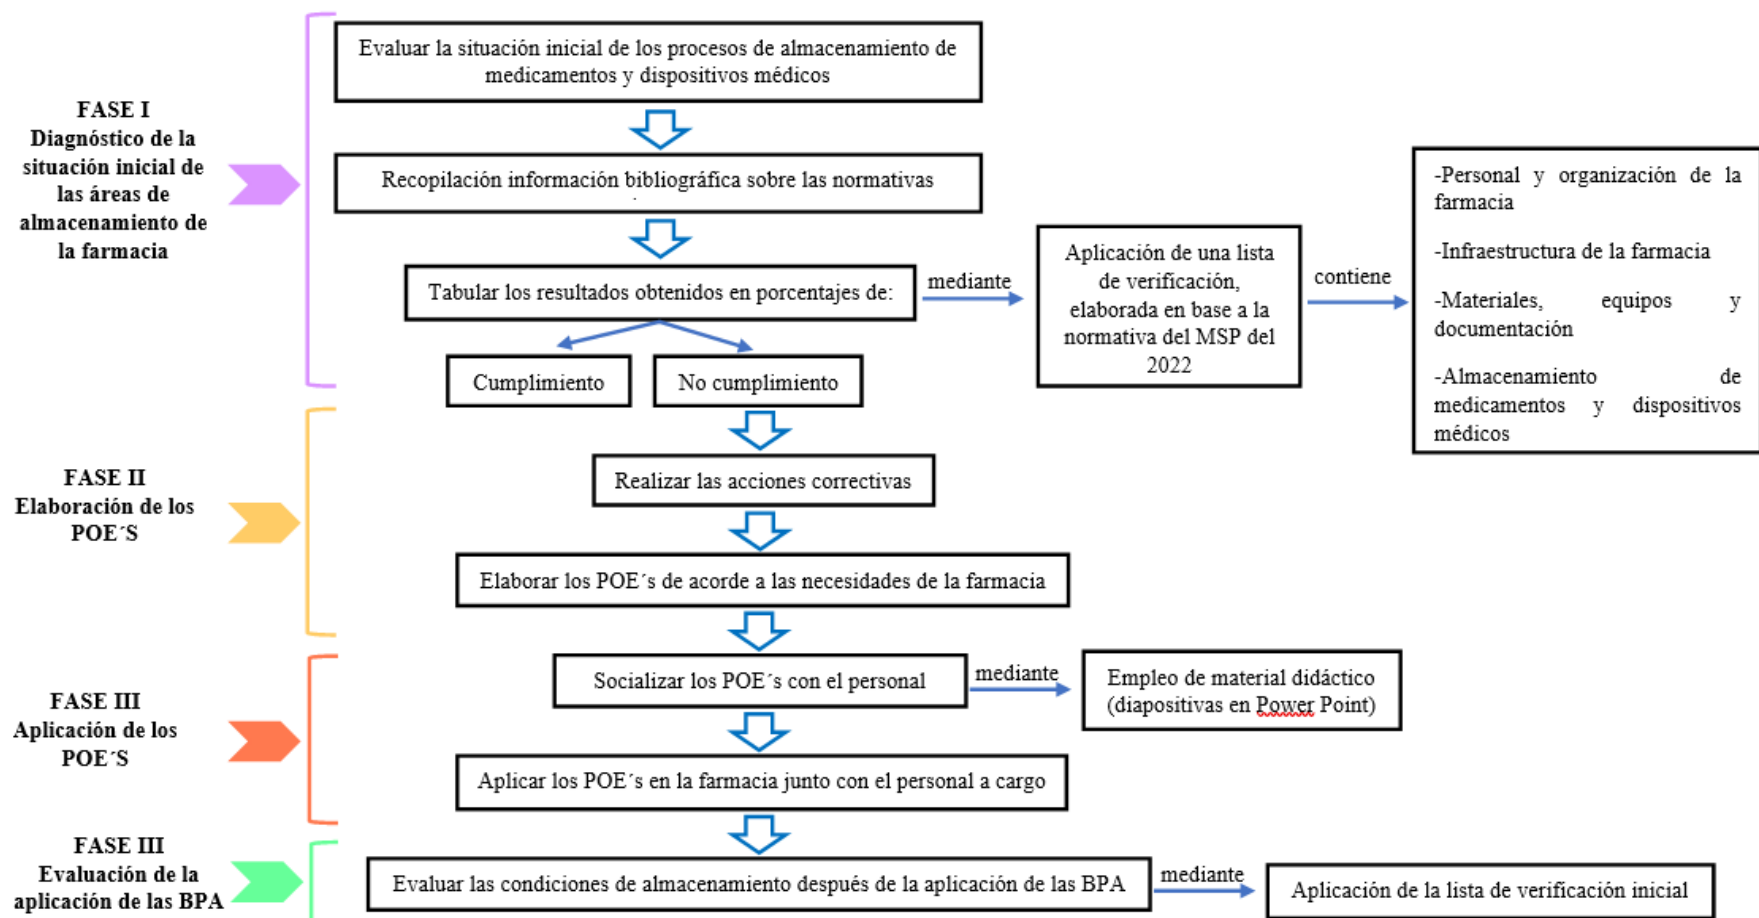 FASE I
Diagnóstico de la
situación inicial de
las áreas de
almacenamiento de
la farmacia
Evaluar la situación inicial de los procesos de almacenamiento de
medicamentos y dispositivos médicos
Recopilación información bibliográfica sobre las normativas
.
Tabular los resultados obtenidos en porcentajes de:
mediante
Aplicación de una lista
de verificación,
elaborada en base a la
normativa del MSP del
2022
contiene
-Personal y organización de la
farmacia
-Infraestructura de la farmacia
-Materiales, equipos y
documentación
-Almacenamiento de
medicamentos y dispositivos
médicos
Cumplimiento
No cumplimiento
FASE II
Elaboración de los
POE´S
Realizar las acciones correctivas
Elaborar los POE´s de acorde a las necesidades de la farmacia
FASE III
Aplicación de los
POE´S
Socializar los POE´s con el personal
mediante
Empleo de material didáctico
(diapositivas en Power Point)
Aplicar los POE´s en la farmacia junto con el personal a cargo
FASE III
Evaluación de la
aplicación de las BPA
Evaluar las condiciones de almacenamiento después de la aplicación de las BPA
mediante
Aplicación de la lista de verificación inicial